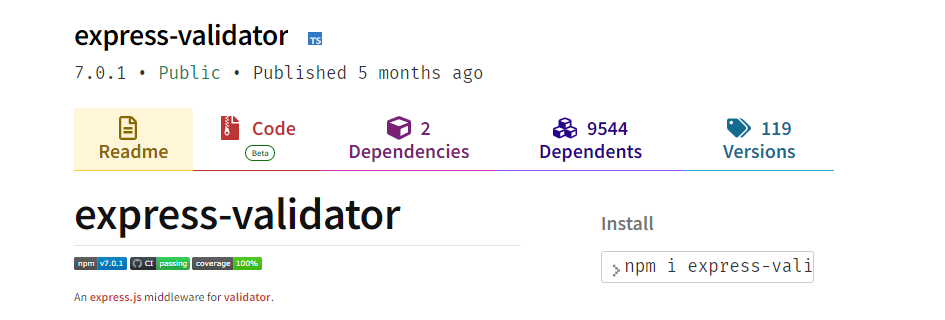 express-validator TS
7.0.1 • Public • Published 5 months ago
Readme
Code
Beta
2
Dependencies
9544
Dependents
119
Versions
express-validator
npm v7.0.1 CI passing coverage 100%
An express.js middleware for validator.
Install
npm i express-vali